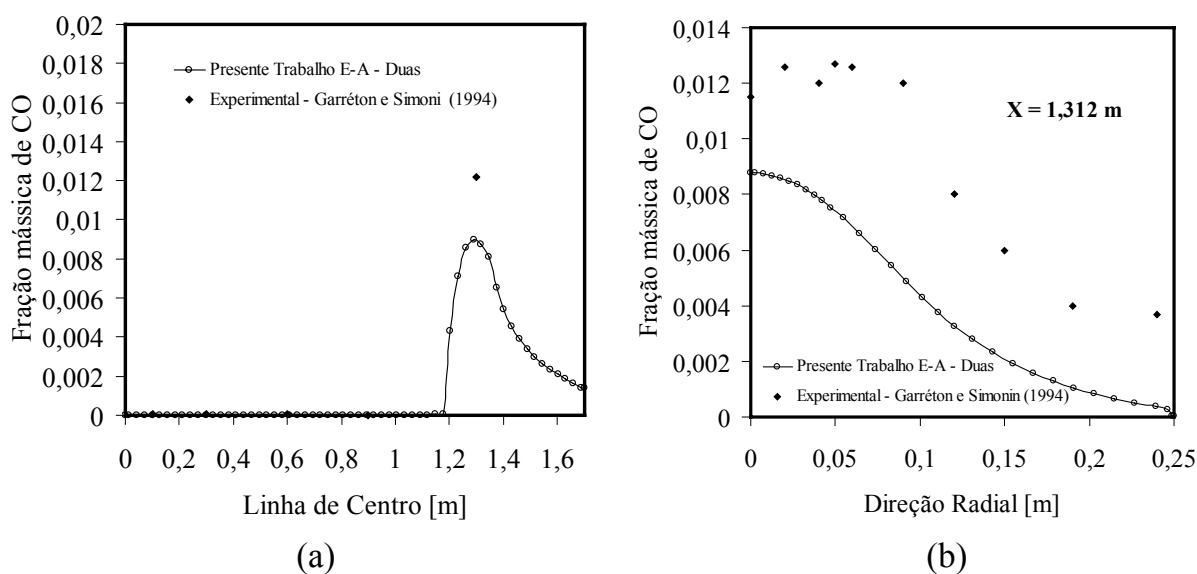 Fração mássica de CO
0,02
0,018
0,016
0,014
0,012
0,01
0,008
0,006
0,004
0,002
0
Presente Trabalho E-A - Duas
Experimental - Garréton e Simoni (1994)
0 0,2 0,4 0,6 0,8 1 1,2 1,4 1,6
Linha de Centro [m]
(a)
Fração mássica de CO
0,014
0,012
0,01
0,008
0,006
0,004
0,002
0
X = 1,312 m
Presente Trabalho E-A - Duas
Experimental - Garréton e Simonin (1994)
0 0,05 0,1 0,15 0,2 0,25
Direção Radial [m]
(b)